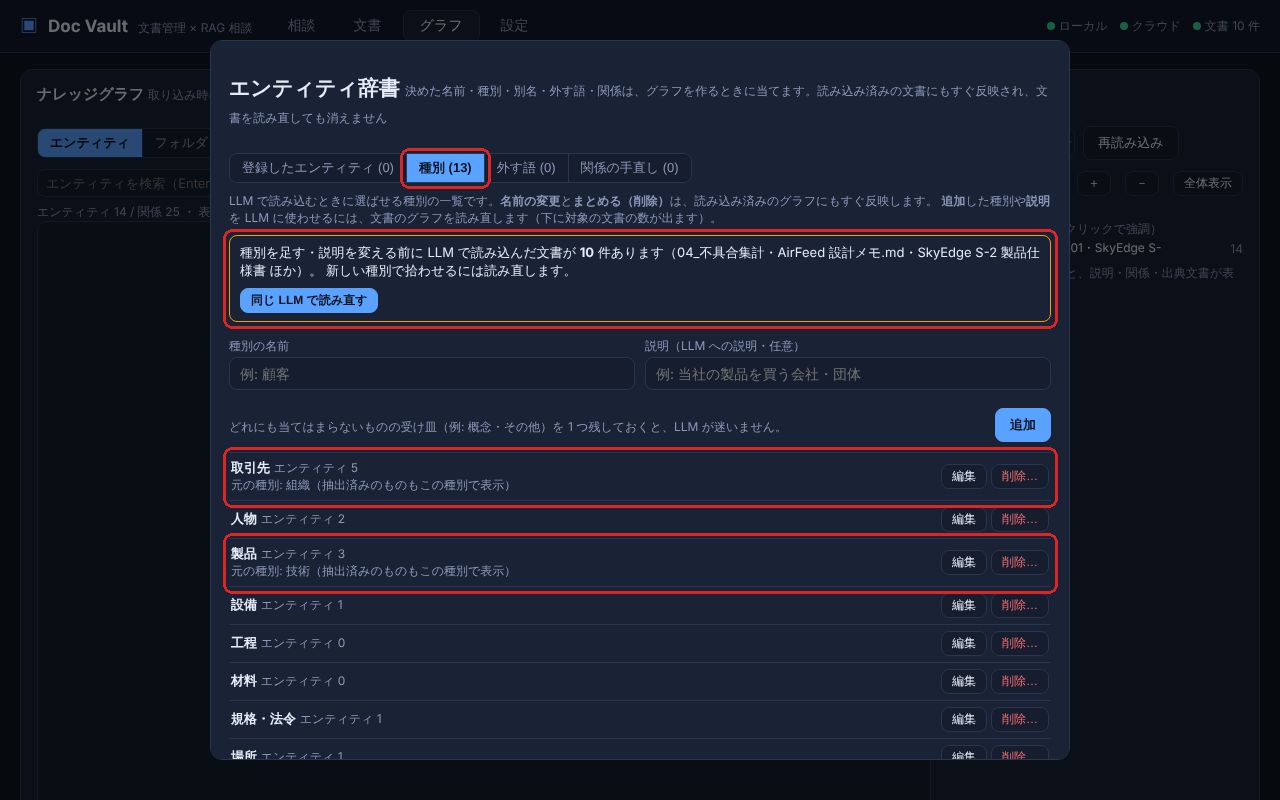 Doc Vault 文書管理 × RAG 相談 相談 文書 グラフ 設定 ローカル クラウド 文書 10 件
ナレッジグラフ 取り込み時
エンティティ フォルダ 再読み込み
エンティティを検索（Enter + − 全体表示
エンティティ 14 / 関係 25 ・ 表
クリックで強調）
01・SkyEdge S- 14
と、説明・関係・出典文書が表
エンティティ辞書 決めた名前・種別・別名・外す語・関係は、グラフを作るときに当てます。読み込み済みの文書にもすぐ反映され、文
書を読み直しても消えません
登録したエンティティ (0) 種別 (13) 外す語 (0) 関係の手直し (0)
LLM で読み込むときに選ばせる種別の一覧です。名前の変更とまとめる（削除）は、読み込み済みのグラフにもすぐ反映します。 追加した種別や説明
を LLM に使わせるには、文書のグラフを読み直します（下に対象の文書の数が出ます）。
種別を足す・説明を変える前に LLM で読み込んだ文書が 10 件あります（04_不具合集計・AirFeed 設計メモ.md・SkyEdge S-2 製品仕
様書 ほか）。 新しい種別で拾わせるには読み直します。
同じ LLM で読み直す
種別の名前 説明（LLM への説明・任意）
例: 顧客 例: 当社の製品を買う会社・団体
どれにも当てはまらないものの受け皿（例: 概念・その他）を 1 つ残しておくと、LLM が迷いません。 追加
取引先 エンティティ 5 編集 削除…
元の種別: 組織（抽出済みのものもこの種別で表示）
人物 エンティティ 2 編集 削除…
製品 エンティティ 3 編集 削除…
元の種別: 技術（抽出済みのものもこの種別で表示）
設備 エンティティ 1 編集 削除…
工程 エンティティ 0 編集 削除…
材料 エンティティ 0 編集 削除…
規格・法令 エンティティ 1 編集 削除…
場所 エンティティ 1 編集 削除…